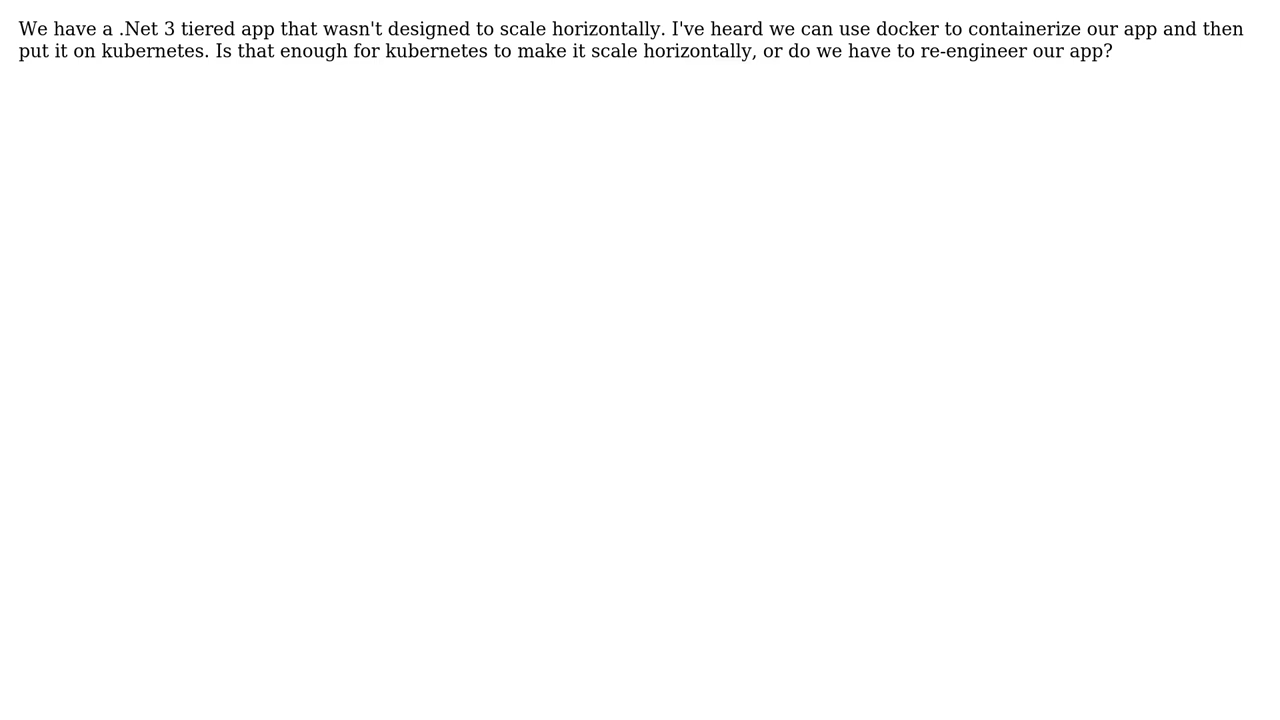 We have a .Net 3 tiered app that wasn't designed to scale horizontally. I've heard we can use docker to containerize our app and then
put it on kubernetes. Is that enough for kubernetes to make it scale horizontally, or do we have to re-engineer our app?